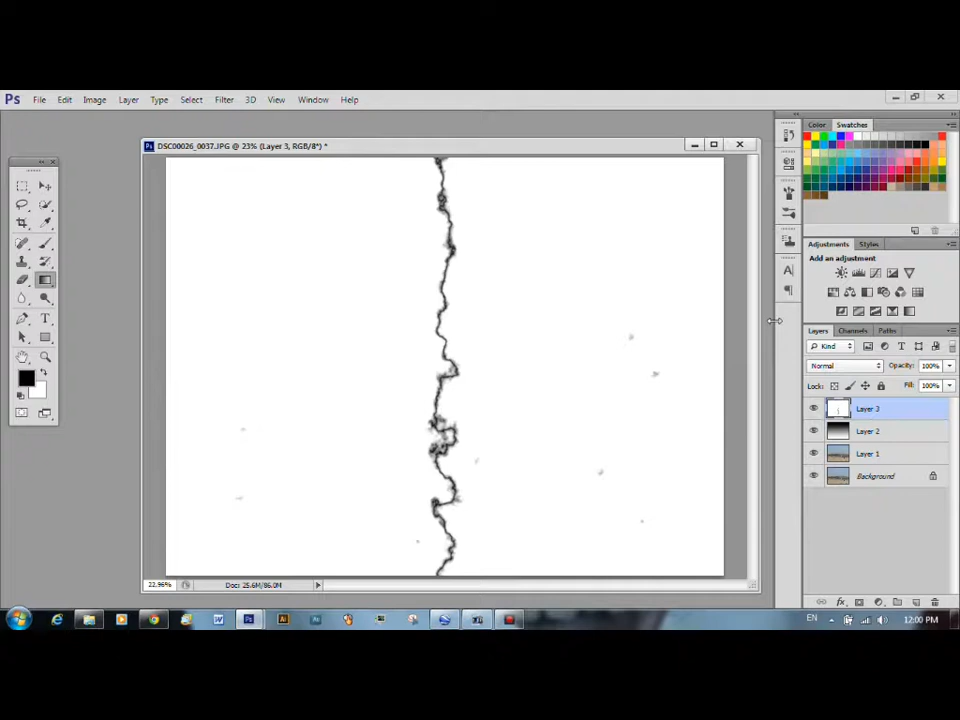 Ps File Edit Image Layer Type Select Filter 3D View Window Help
Color Swatches
Ps DSC00026_0037.JPG @ 23% (Layer 3, RGB/8*) *
Adjustments Styles
Add an adjustment
Layers Channels Paths
Kind
Normal Opacity: 100%
Lock: Fill: 100%
Layer 3
Layer 2
Layer 1
Background
22.96% Doc: 25.6M/86.0M
EN 12:00 PM